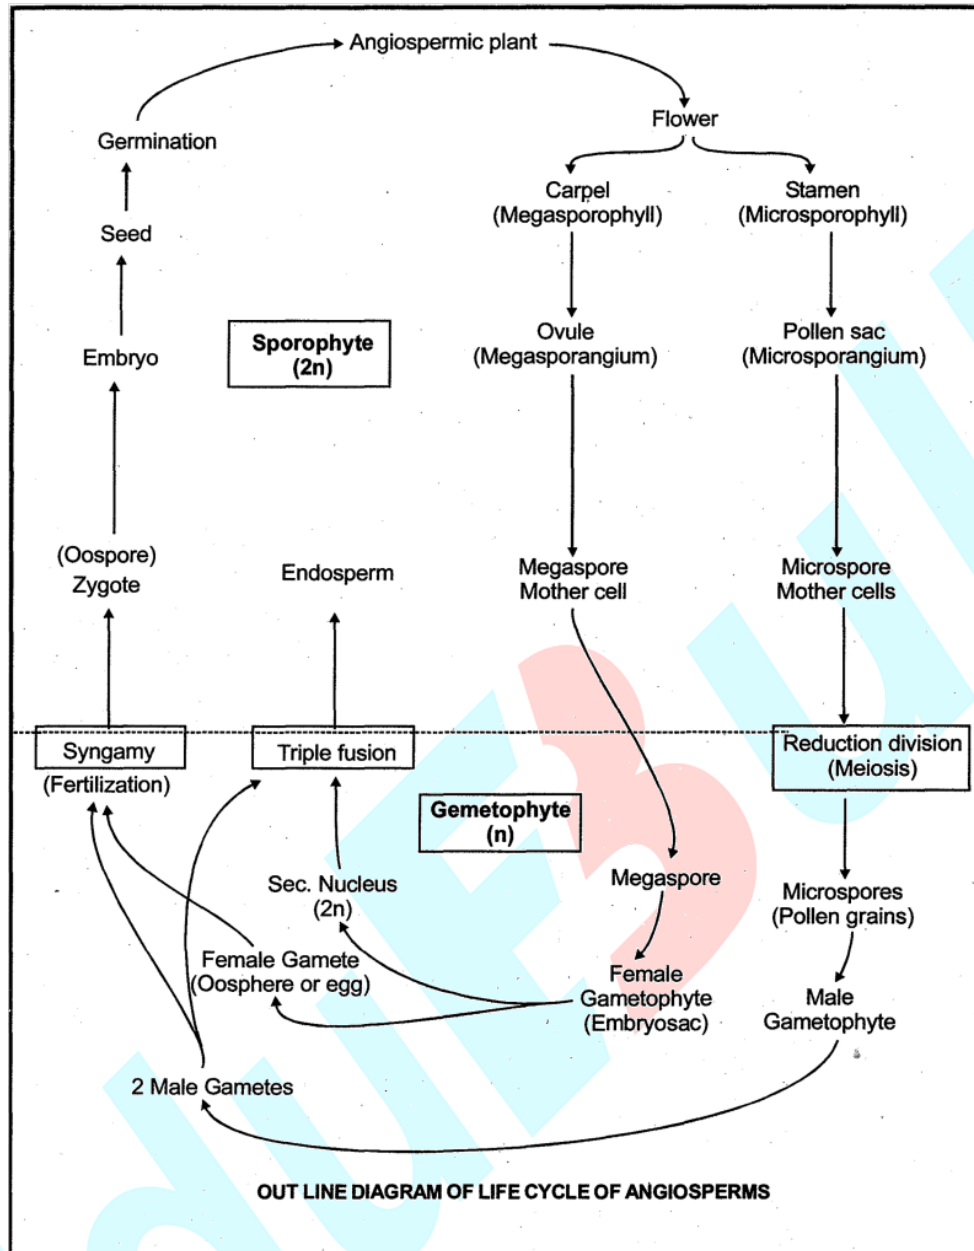 Angiospermic plant
Flower
Germination
Carpel
(Megasporophyll)
Stamen
(Microsporophyll)
Seed
Ovule
(Megasporangium)
Pollen sac
(Microsporangium)
Sporophyte
(2n)
Embryo
(Oospore)
Zygote
Endosperm
Megaspore
Mother cell
Microspore
Mother cells
Syngamy
(Fertilization)
Triple fusion
Reduction division
(Meiosis)
Gemetophyte
(n)
Sec. Nucleus
(2n)
Megaspore
Microspores
(Pollen grains)
Female Gamete
(Oosphere or egg)
Female
Gametophyte
(Embryosac)
Male
Gametophyte
2 Male Gametes
OUT LINE DIAGRAM OF LIFE CYCLE OF ANGIOSPERMS